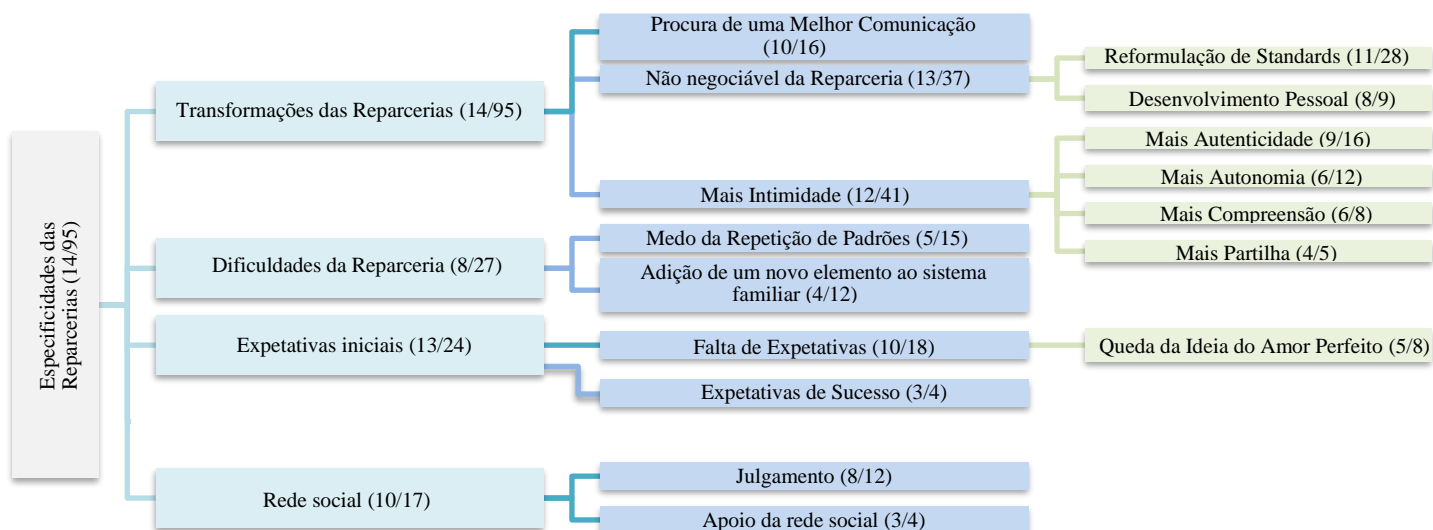 Especificidades das
Reparcerias (14/95)
Transformações das Reparcerias (14/95)
Procura de uma Melhor Comunicação
(10/16)
Não negociável da Reparceria (13/37)
Reformulação de Standards (11/28)
Desenvolvimento Pessoal (8/9)
Mais Intimidade (12/41)
Mais Autenticidade (9/16)
Mais Autonomia (6/12)
Mais Compreensão (6/8)
Mais Partilha (4/5)
Dificuldades da Reparceria (8/27)
Medo da Repetição de Padrões (5/15)
Adição de um novo elemento ao sistema
familiar (4/12)
Expetativas iniciais (13/24)
Falta de Expetativas (10/18)
Queda da Ideia do Amor Perfeito (5/8)
Expetativas de Sucesso (3/4)
Rede social (10/17)
Julgamento (8/12)
Apoio da rede social (3/4)